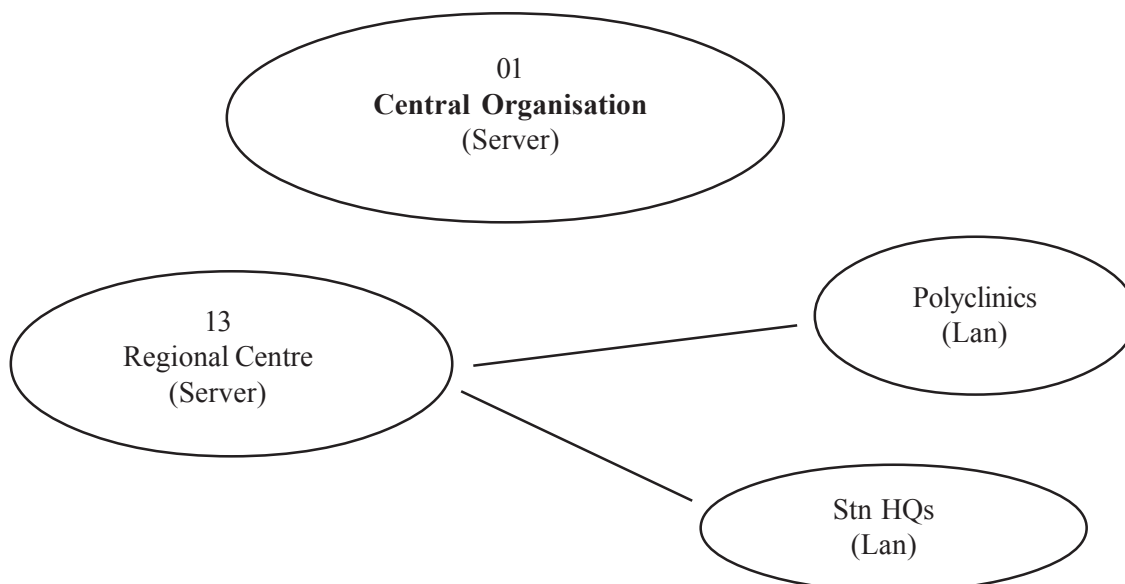 01
Central Organisation
(Server)
13
Regional Centre
(Server)
Polyclinics
(Lan)
Stn HQs
(Lan)